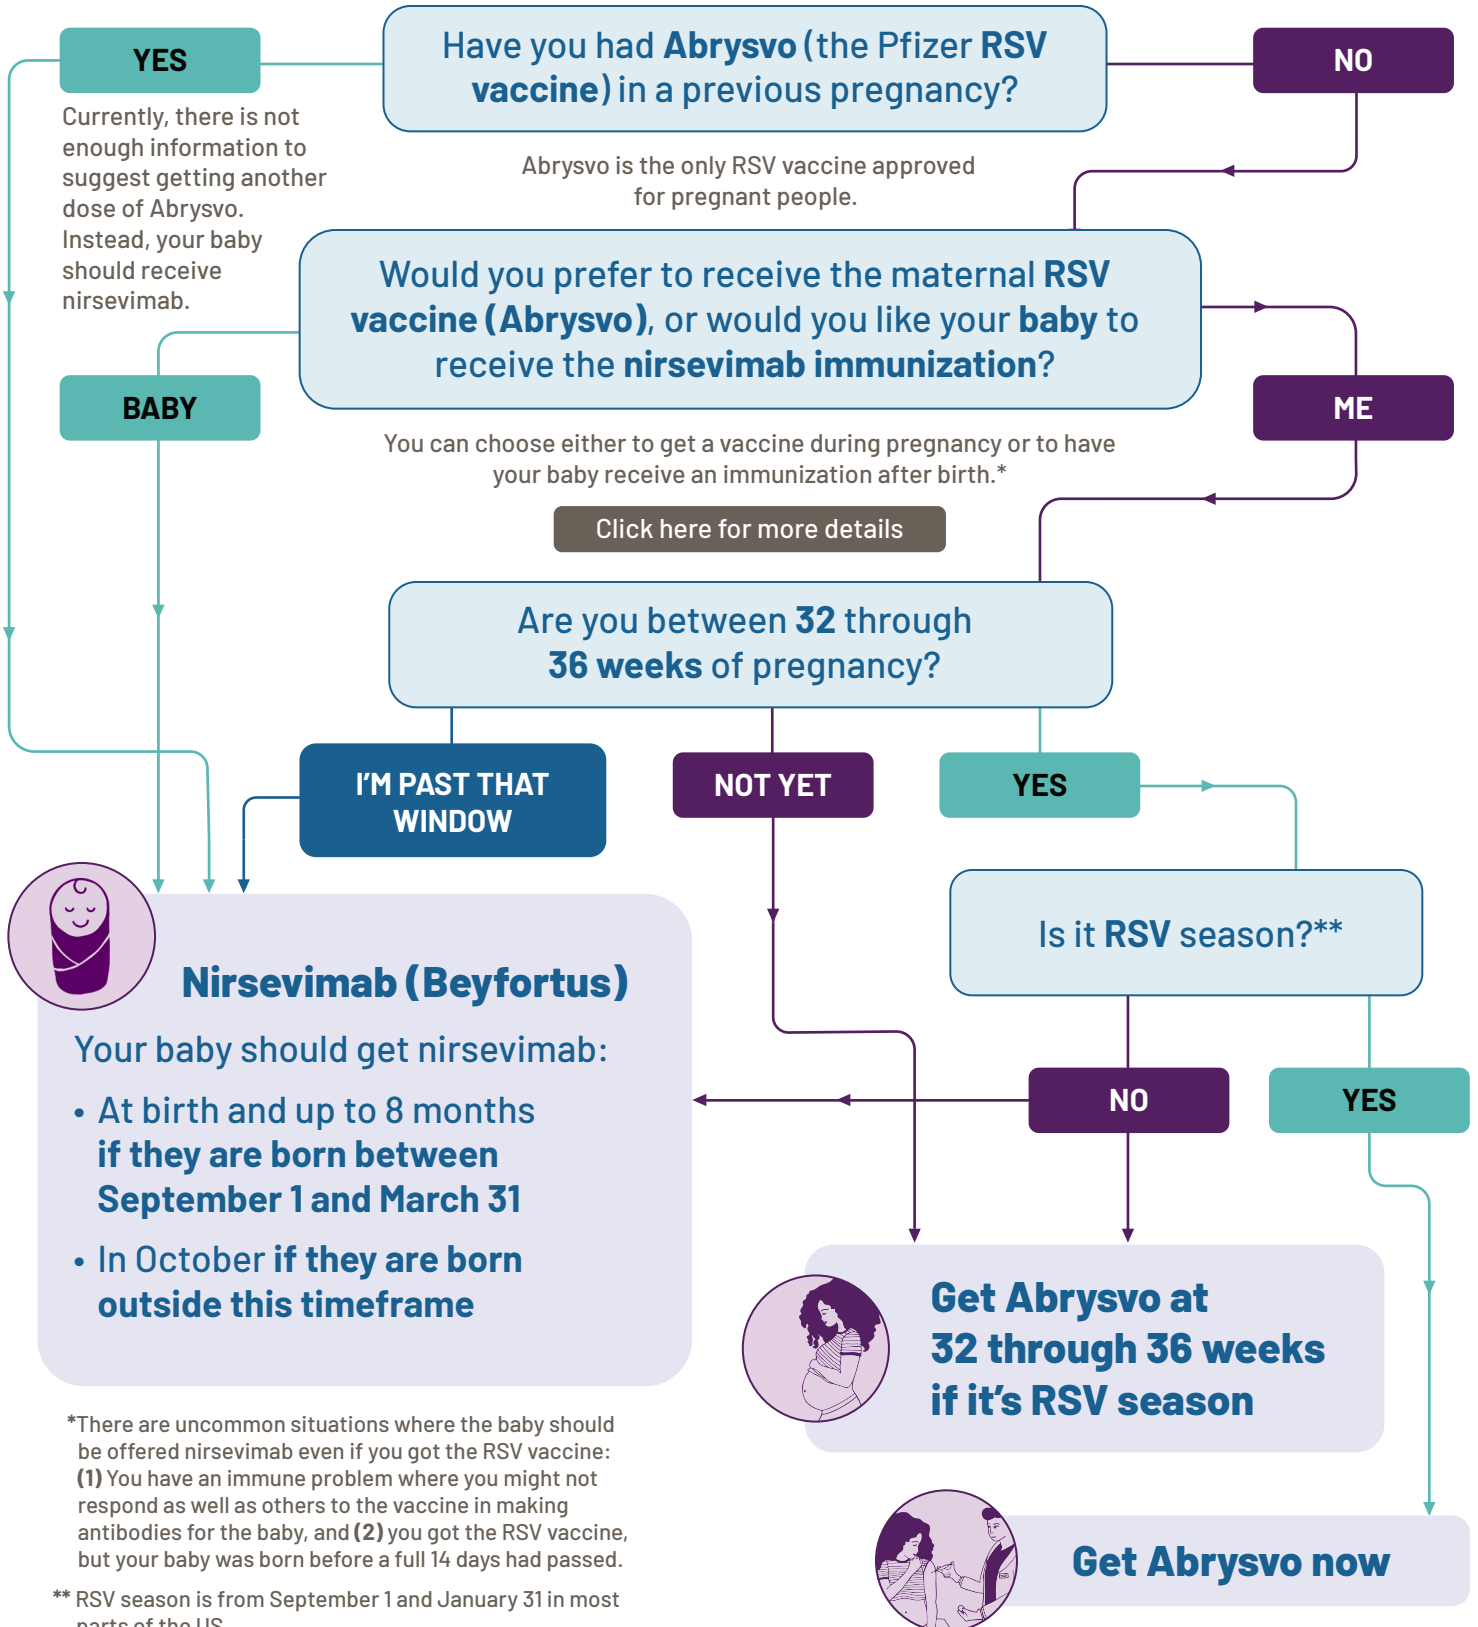 YES
Have you had Abrysvo (the Pfizer RSV
vaccine) in a previous pregnancy?
NO
Currently, there is not
enough information to
suggest getting another
dose of Abrysvo.
Instead, your baby
should receive
nirsevimab.
Abrysvo is the only RSV vaccine approved
for pregnant people.
Would you prefer to receive the maternal RSV
vaccine (Abrysvo), or would you like your baby to
receive the nirsevimab immunization?
BABY
ME
You can choose either to get a vaccine during pregnancy or to have
your baby receive an immunization after birth.*
Click here for more details
Are you between 32 through
36 weeks of pregnancy?
I'M PAST THAT
WINDOW
NOT YET
YES
Is it RSV season?**
NO
YES
Nirsevimab (Beyfortus)
Your baby should get nirsevimab:
• At birth and up to 8 months
if they are born between
September 1 and March 31
• In October if they are born
outside this timeframe
Get Abrysvo at
32 through 36 weeks
if it's RSV season
Get Abrysvo now
*There are uncommon situations where the baby should
be offered nirsevimab even if you got the RSV vaccine:
(1) You have an immune problem where you might not
respond as well as others to the vaccine in making
antibodies for the baby, and (2) you got the RSV vaccine,
but your baby was born before a full 14 days had passed.
** RSV season is from September 1 and January 31 in most
parts of the US